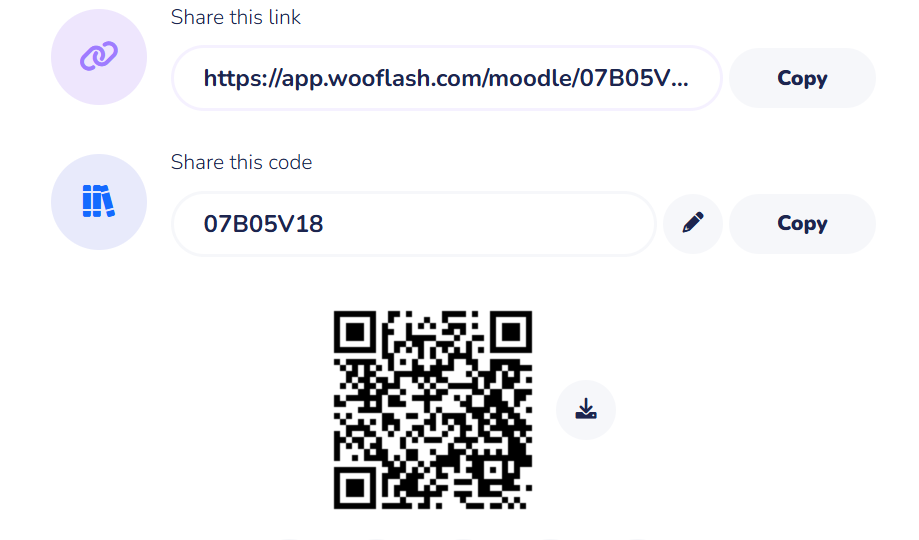 Share this link
https://app.wooflash.com/moodle/07B05V...
Copy
Share this code
07B05V18
Copy